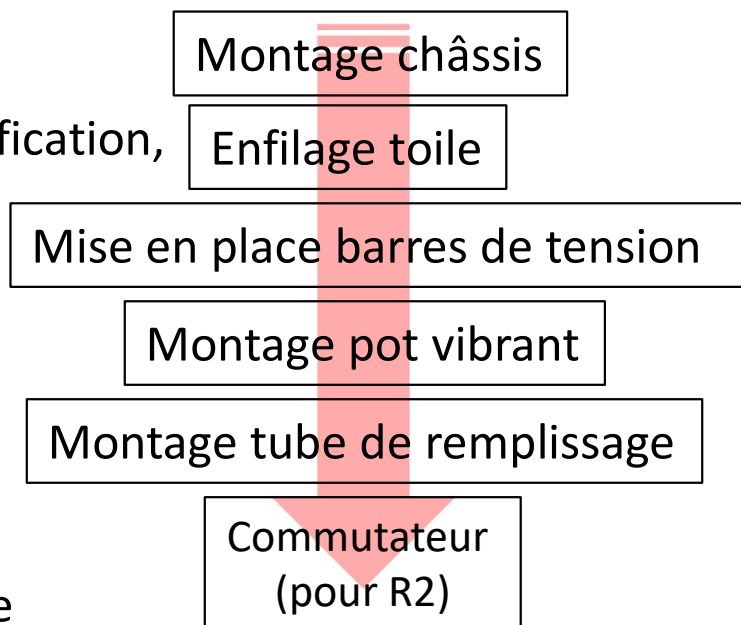 Montage châssis
fication,
Enfilage toile
Mise en place barres de tension
Montage pot vibrant
Montage tube de remplissage
Commutateur
(pour R2)
e